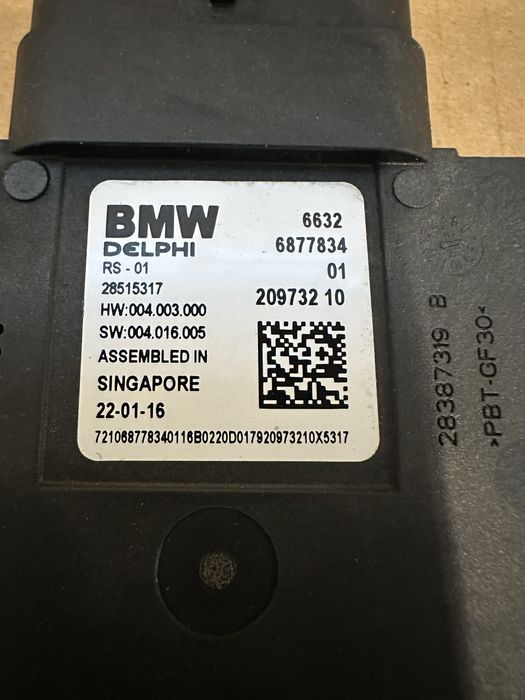 BMW
DELPHI
RS - 01
28515317
HW:004.003.000
SW:004.016.005
ASSEMBLED IN
SINGAPORE
22-01-16
6632
6877834
01
209732 10
721068778340116B0220D017920973210X5317
28387319 B
>PBT-GF30<